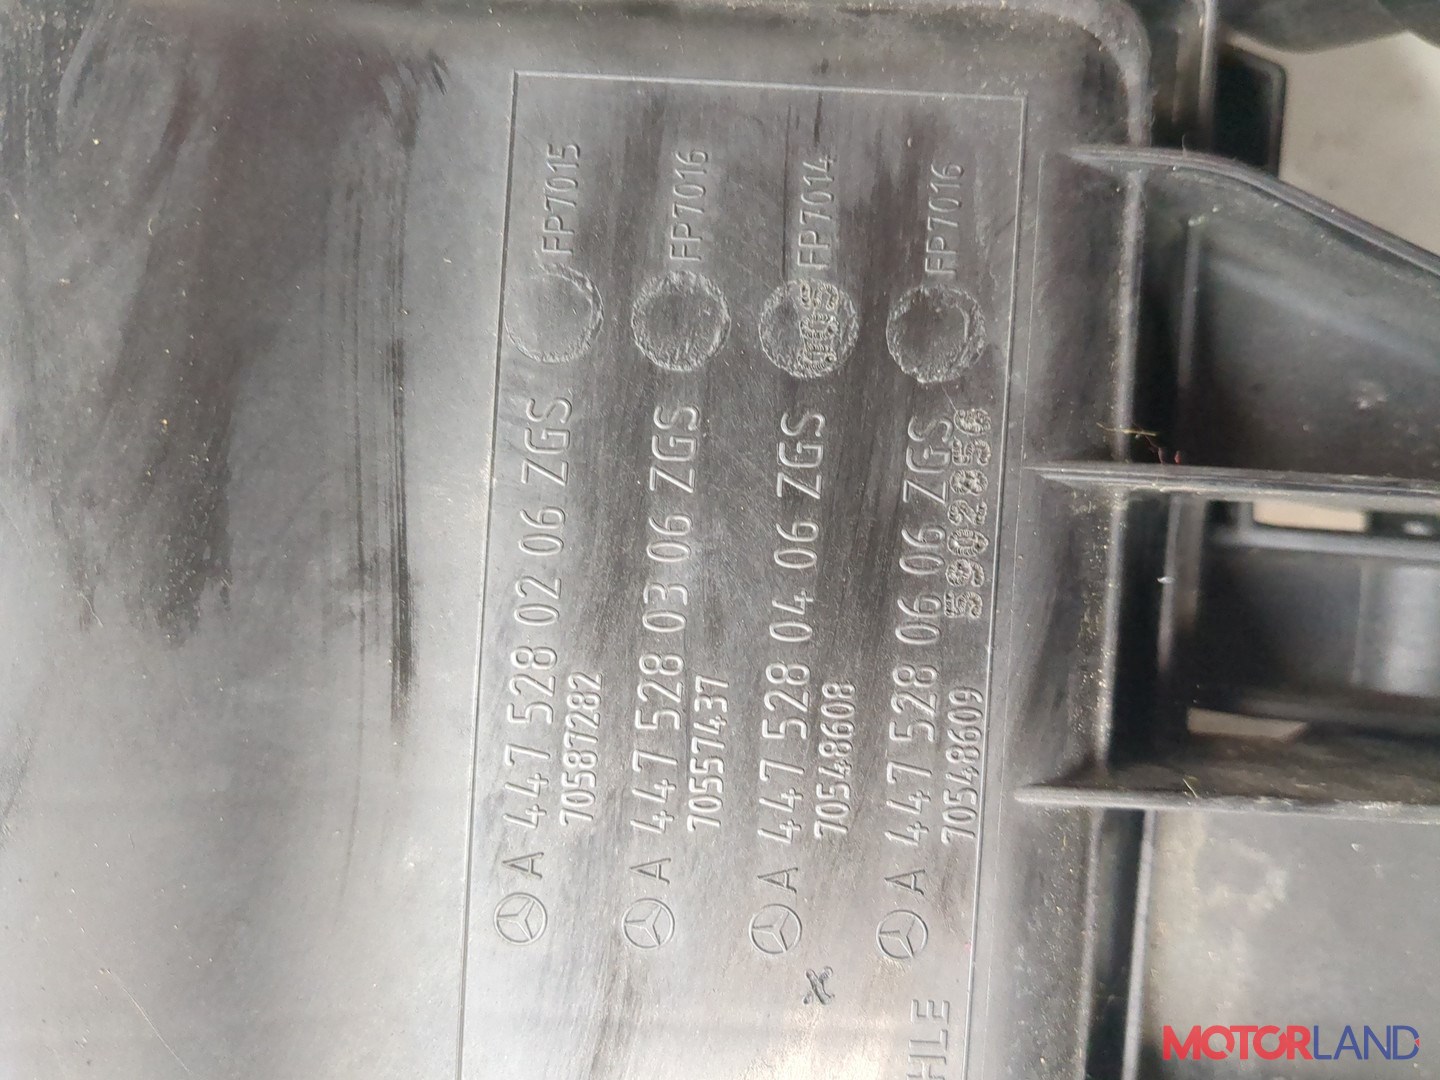 A 447 528 02 06 ZGS FP7015
70587282
A 447 528 03 06 ZGS FP7016
70557437
A 447 528 04 06 ZGS FP7014
70548608
X
A 447 528 06 06 ZGS FP7016
70548609
HLE
MOTORLAND